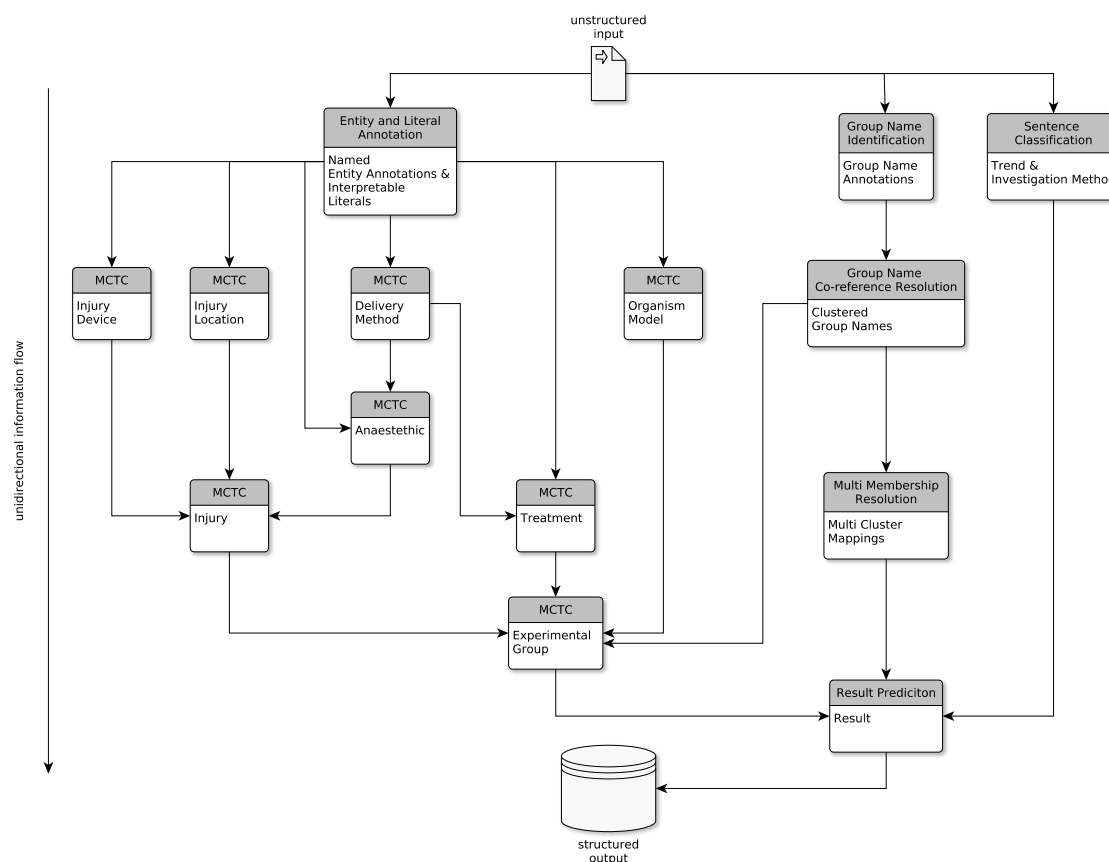 unstructured
input
Entity and Literal
Annotation
Named
Entity Annotations &
Interpretable
Literals
Group Name
Identification
Group Name
Annotations
Sentence
Classification
Trend &
Investigation Metho
MCTC
Injury
Device
MCTC
Injury
Location
MCTC
Delivery
Method
MCTC
Organism
Model
Group Name
Co-reference Resolution
Clustered
Group Names
MCTC
Anaestethic
MCTC
Injury
MCTC
Treatment
Multi Membership
Resolution
Multi Cluster
Mappings
MCTC
Experimental
Group
Result Prediciton
Result
structured
output
unidirectional information flow